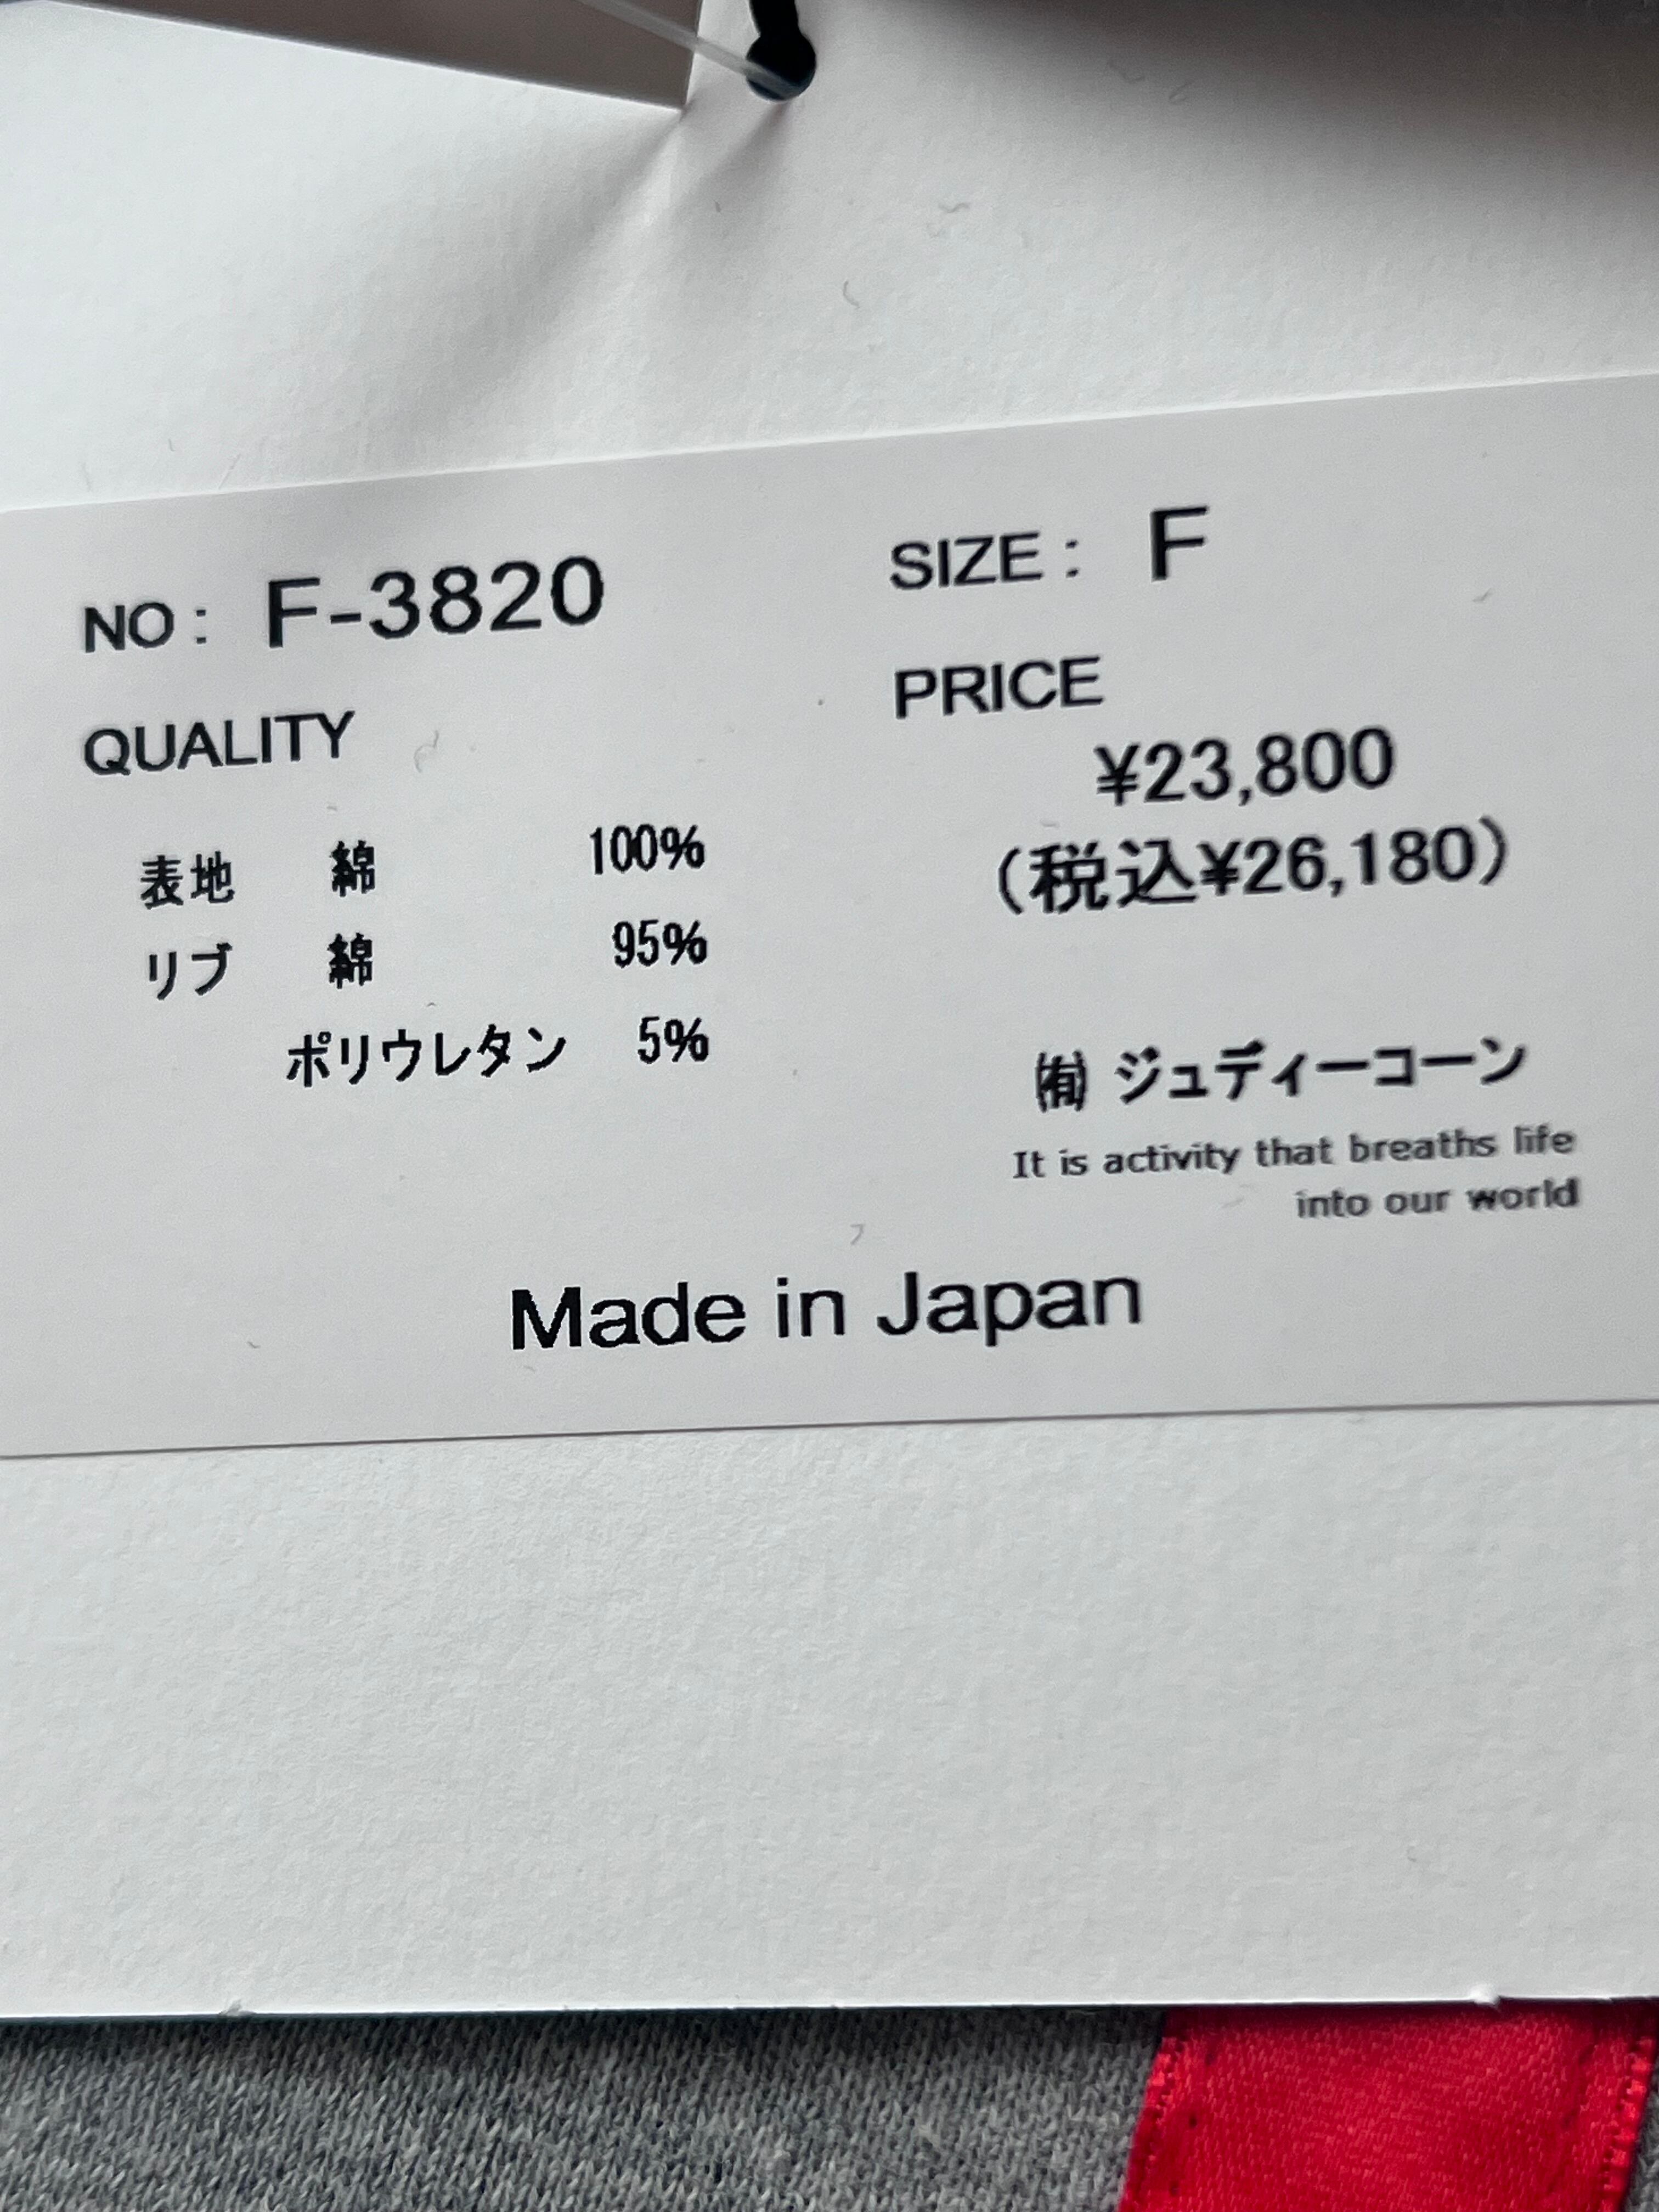 NO : F-3820
SIZE : F
QUALITY
表地 綿 100%
リブ 綿 95%
ポリウレタン 5%
PRICE
¥23,800
(税込¥26,180)
㈲ ジュディーコーン
It is activity that breaths life
into our world
Made in Japan